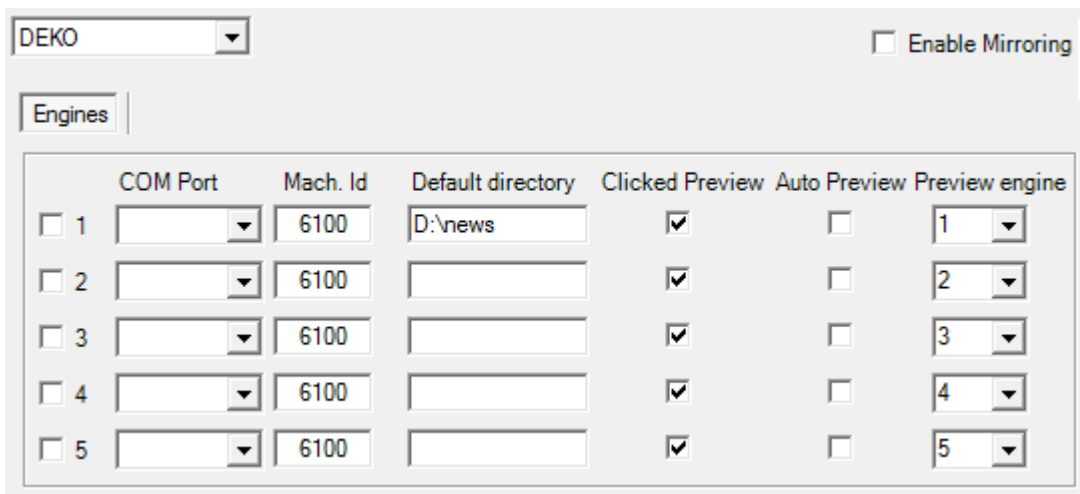 DEKO
Enable Mirroring
Engines
COM Port Mach. Id Default directory Clicked Preview Auto Preview Preview engine
1 6100 D:\news 1
2 6100 2
3 6100 3
4 6100 4
5 6100 5